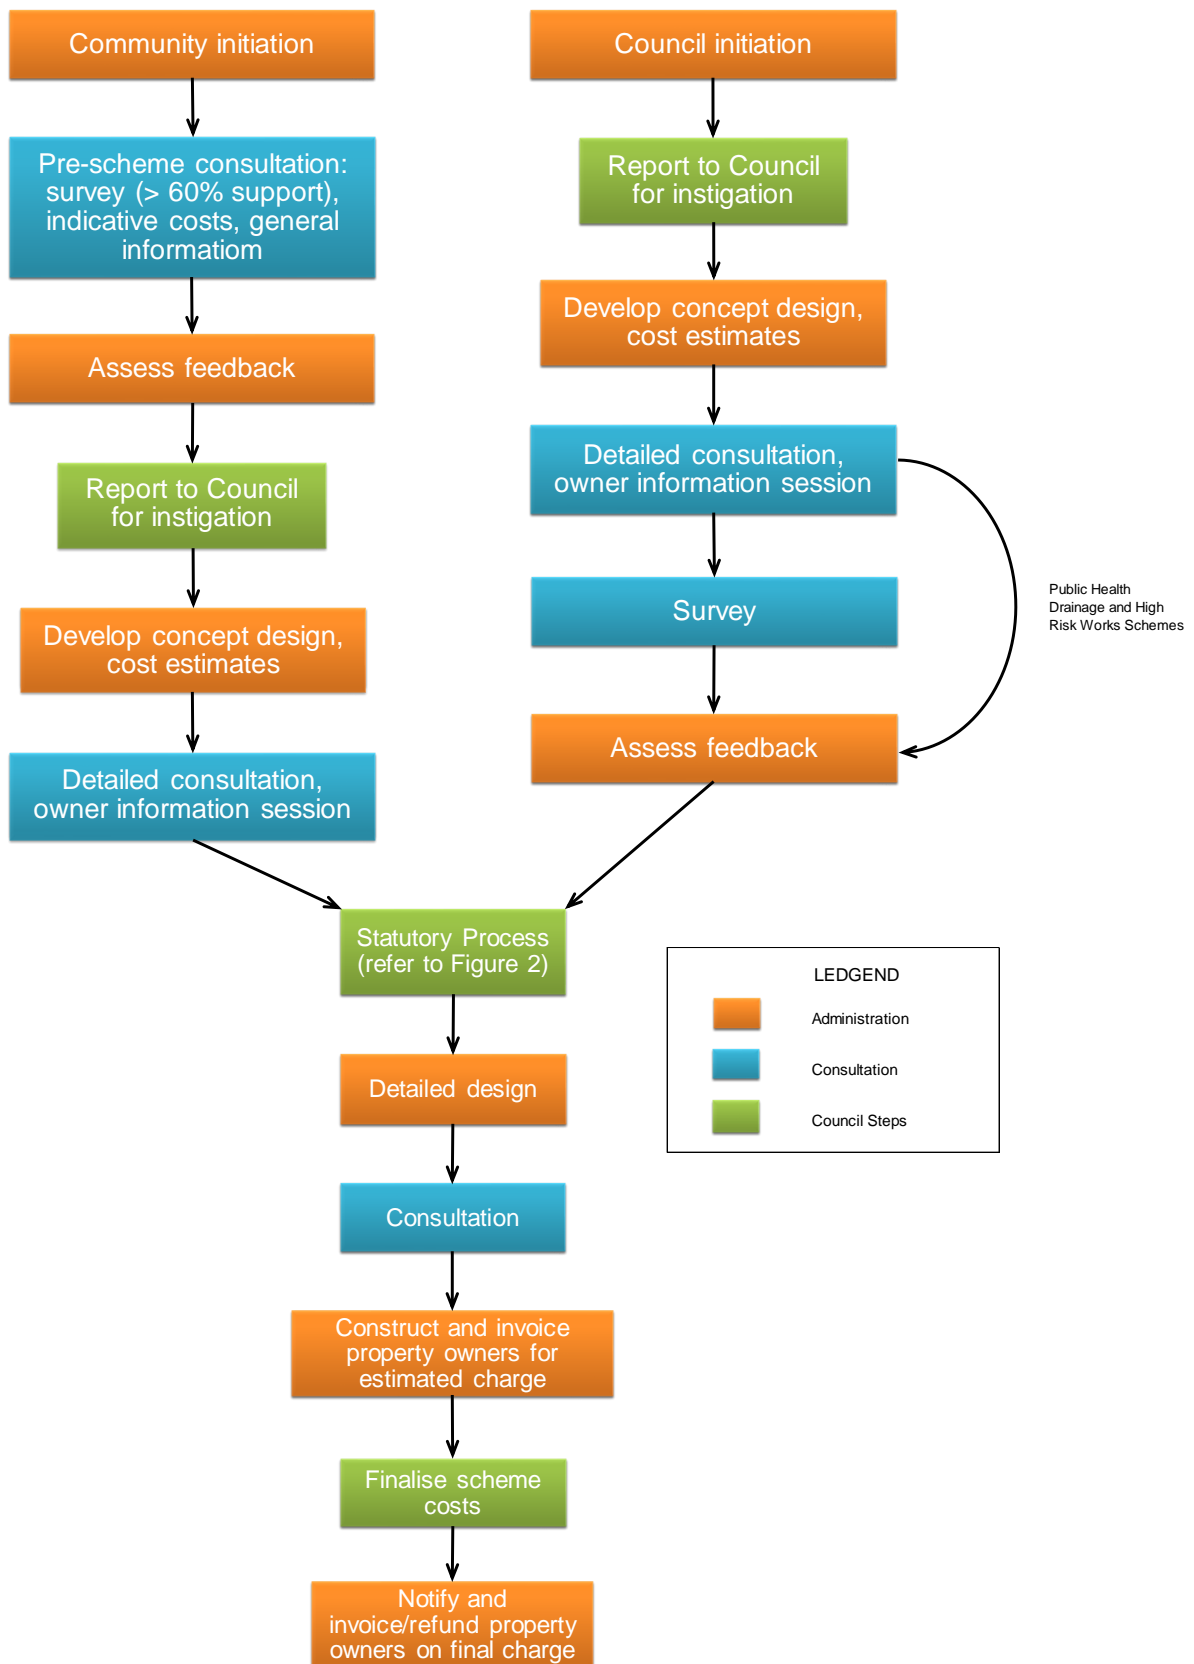 Community initiation
Pre-scheme consultation:
survey (> 60% support),
indicative costs, general
informatiom
Assess feedback
Report to Council
for instigation
Develop concept design,
cost estimates
Detailed consultation,
owner information session
Council initiation
Report to Council
for instigation
Develop concept design,
cost estimates
Detailed consultation,
owner information session
Survey
Assess feedback
Public Health
Drainage and High
Risk Works Schemes
Statutory Process
(refer to Figure 2)
Detailed design
Consultation
Construct and invoice
property owners for
estimated charge
Finalise scheme
costs
Notify and
invoice/refund property
owners on final charge
LEDGEND
Administration
Consultation
Council Steps